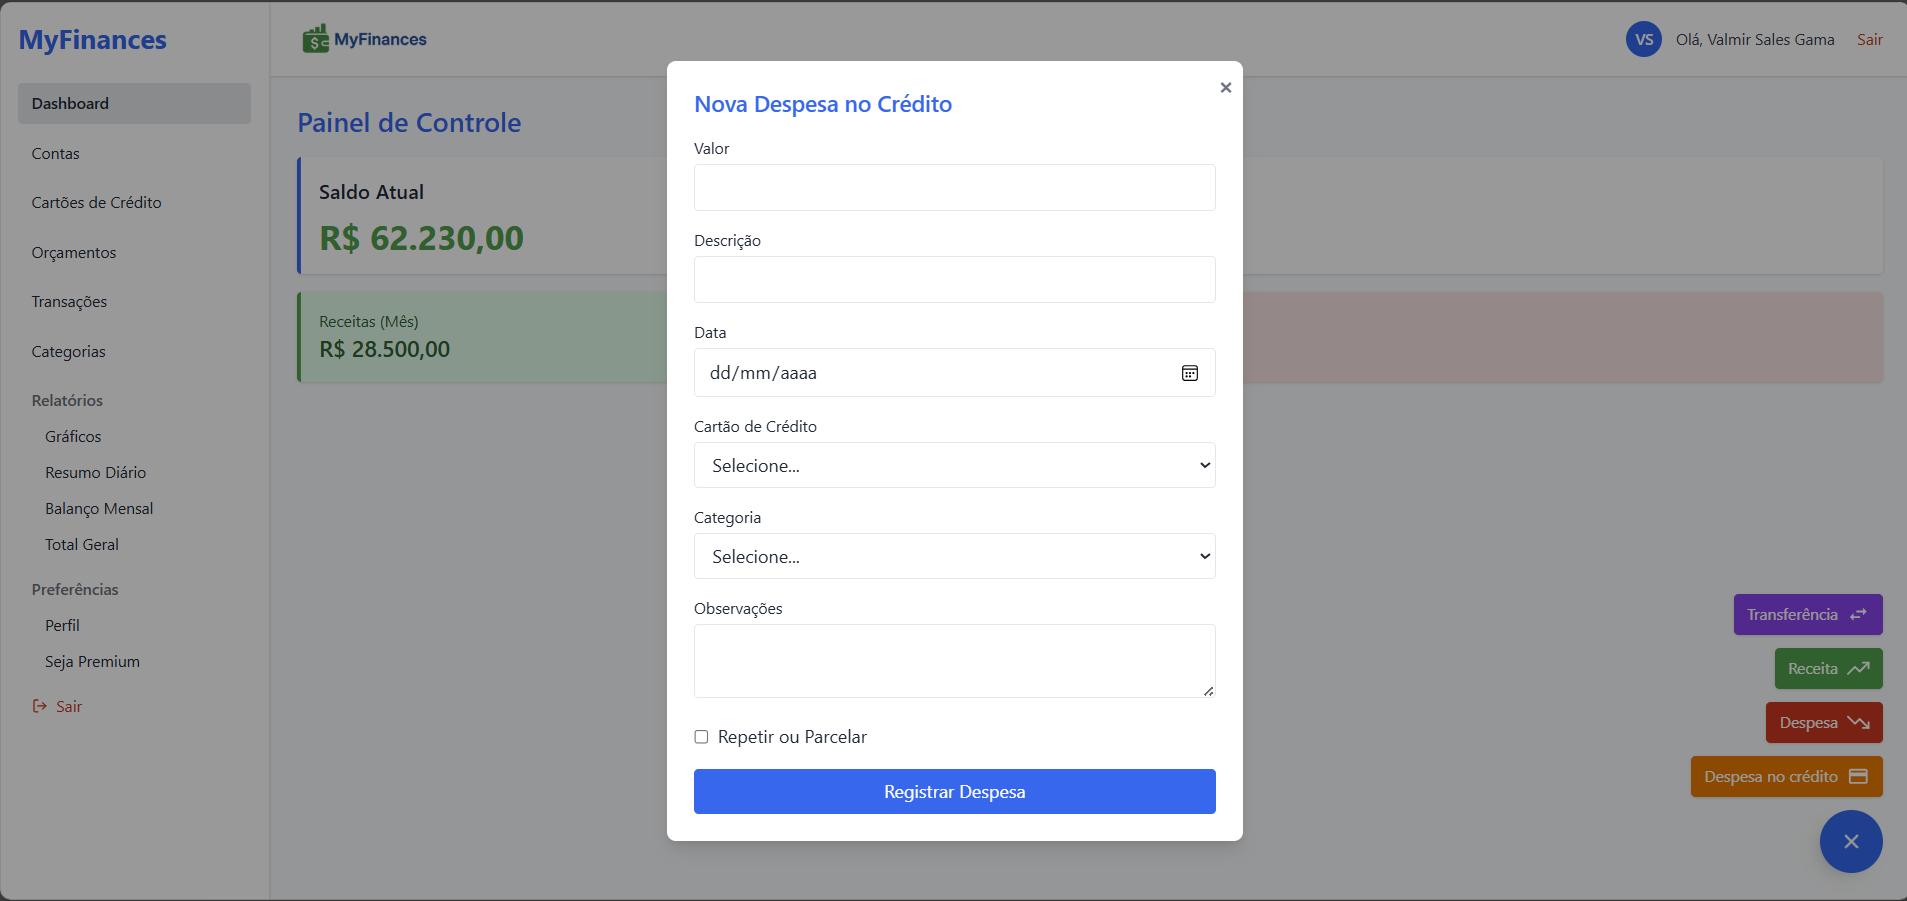 MyFinances
Dashboard
Contas
Cartões de Crédito
Orçamentos
Transações
Categorias
Relatórios
Gráficos
Resumo Diário
Balanço Mensal
Total Geral
Preferências
Perfil
Seja Premium
Sair
MyFinances
VS Olá, Valmir Sales Gama Sair
Painel de Controle
Saldo Atual
R$ 62.230,00
Receitas (Mês)
R$ 28.500,00
Nova Despesa no Crédito
Valor
Descrição
Data
dd/mm/aaaa
Cartão de Crédito
Selecione...
Categoria
Selecione...
Observações
Repetir ou Parcelar
Registrar Despesa
Transferência
Receita
Despesa
Despesa no crédito